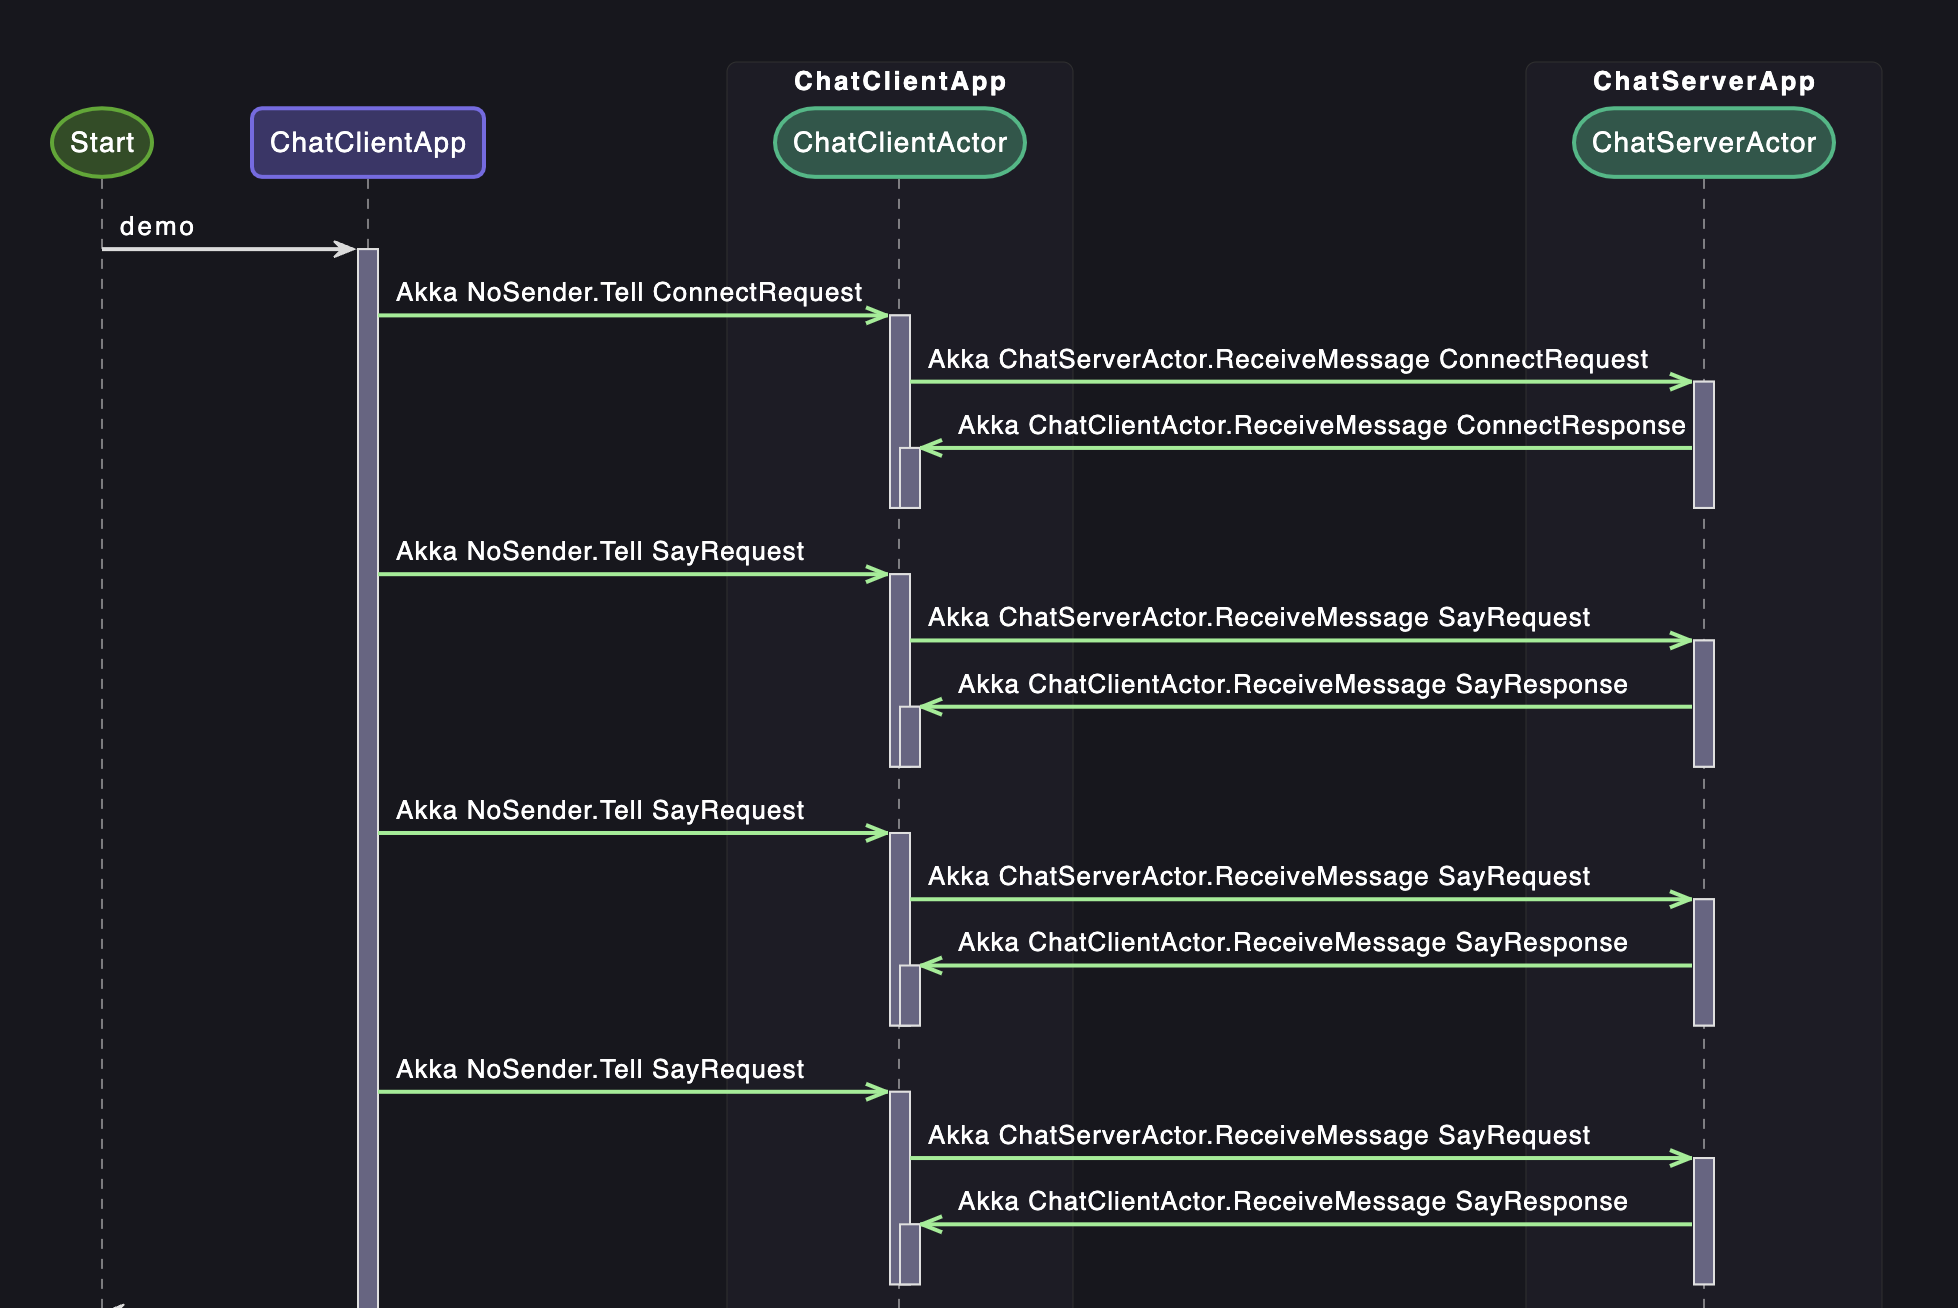 ChatClientApp
ChatServerApp
Start
ChatClientApp
ChatClientActor
ChatServerActor
demo
Akka NoSender.Tell ConnectRequest
Akka ChatServerActor.ReceiveMessage ConnectRequest
Akka ChatClientActor.ReceiveMessage ConnectResponse
Akka NoSender.Tell SayRequest
Akka ChatServerActor.ReceiveMessage SayRequest
Akka ChatClientActor.ReceiveMessage SayResponse
Akka NoSender.Tell SayRequest
Akka ChatServerActor.ReceiveMessage SayRequest
Akka ChatClientActor.ReceiveMessage SayResponse
Akka NoSender.Tell SayRequest
Akka ChatServerActor.ReceiveMessage SayRequest
Akka ChatClientActor.ReceiveMessage SayResponse